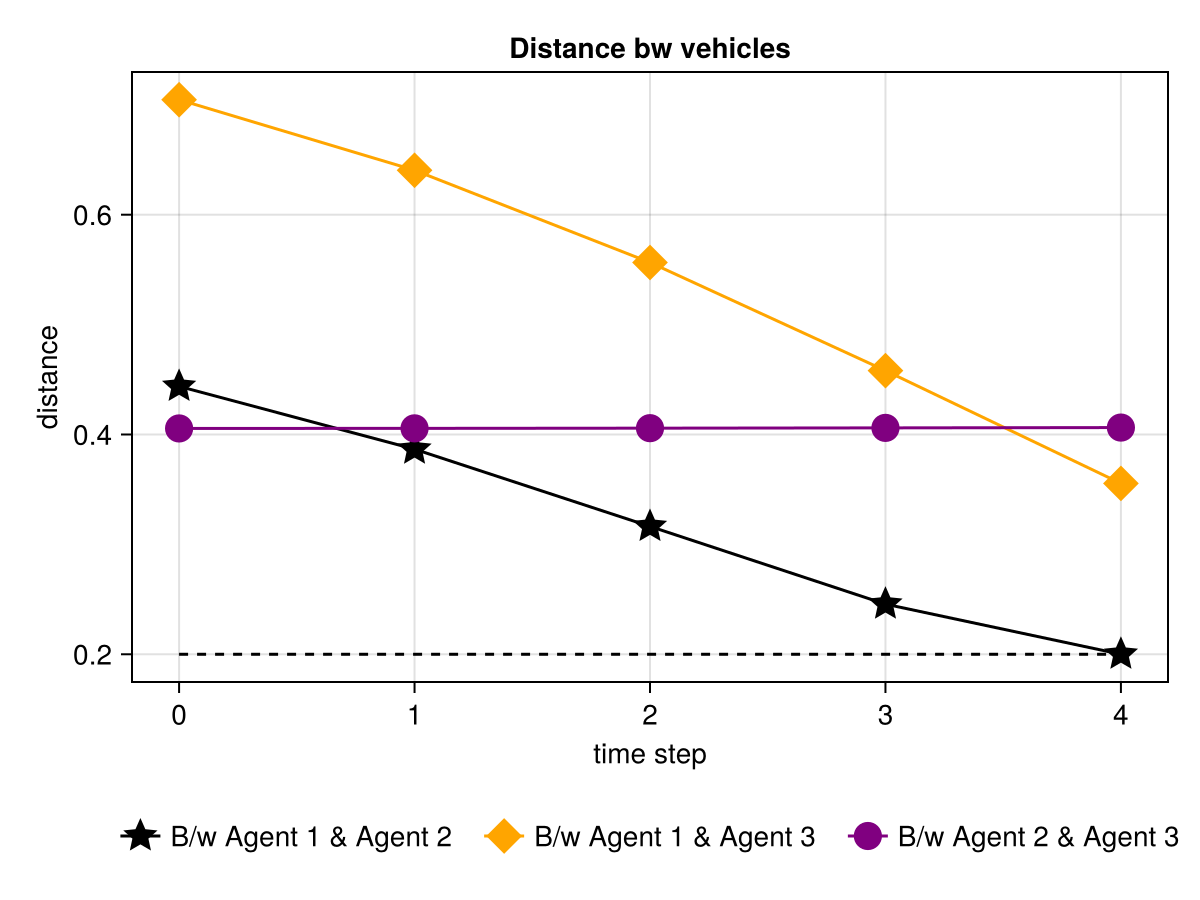 Distance bw vehicles
distance
0.6
0.4
0.2
0 1 2 3 4
time step
B/w Agent 1 & Agent 2 B/w Agent 1 & Agent 3 B/w Agent 2 & Agent 3